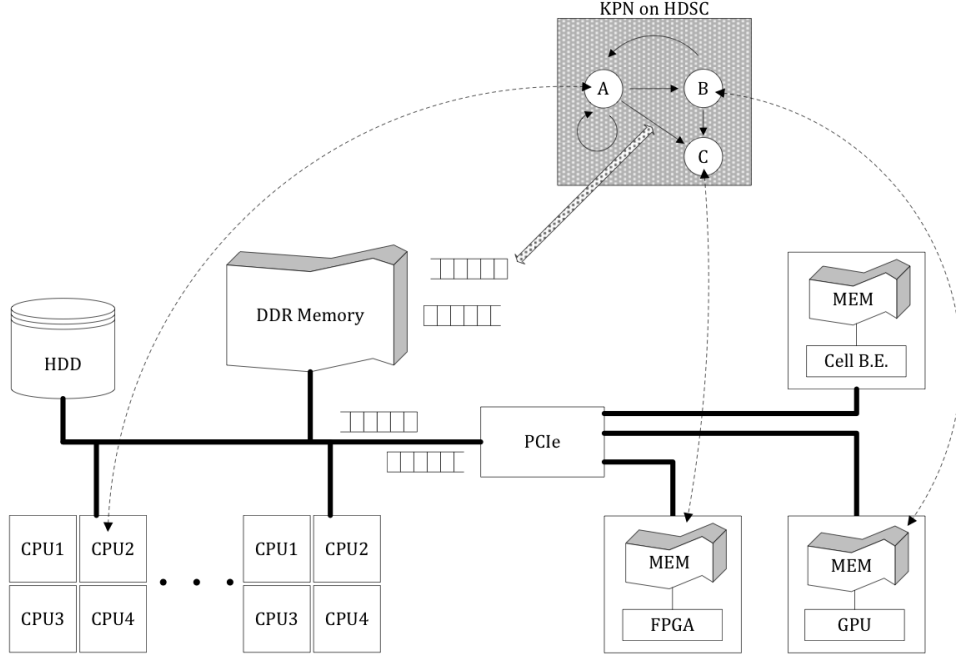 KPN on HDSC
A
B
C
DDR Memory
HDD
MEM
Cell B.E.
PCIe
CPU1
CPU2
CPU3
CPU4
CPU1
CPU2
CPU3
CPU4
MEM
FPGA
MEM
GPU